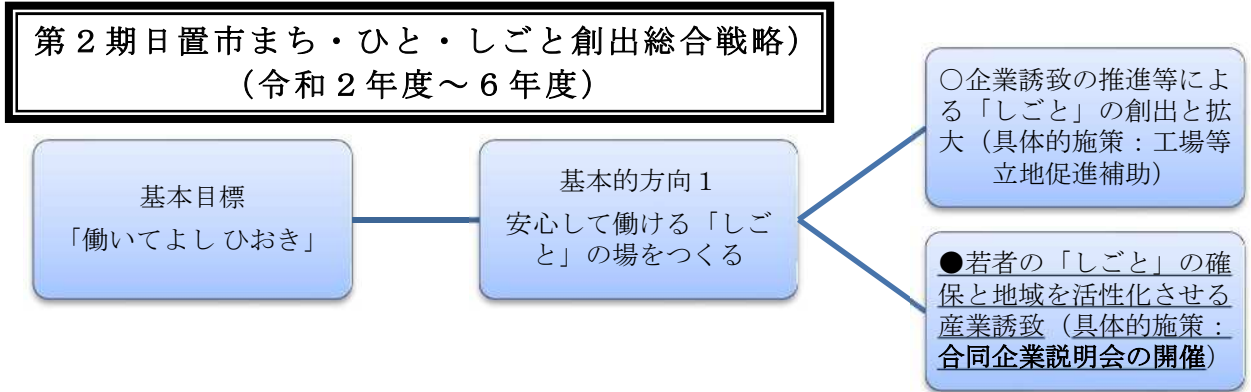 第２期日置市まち・ひと・しごと創出総合戦略）
（令和２年度～６年度）
基本目標
「働いてよし ひおき」
基本的方向１
安心して働ける「しご
と」の場をつくる
○企業誘致の推進等によ
る「しごと」の創出と拡
大（具体的施策：工場等
立地促進補助）
●若者の「しごと」の確
保と地域を活性化させる
産業誘致（具体的施策：
合同企業説明会の開催）